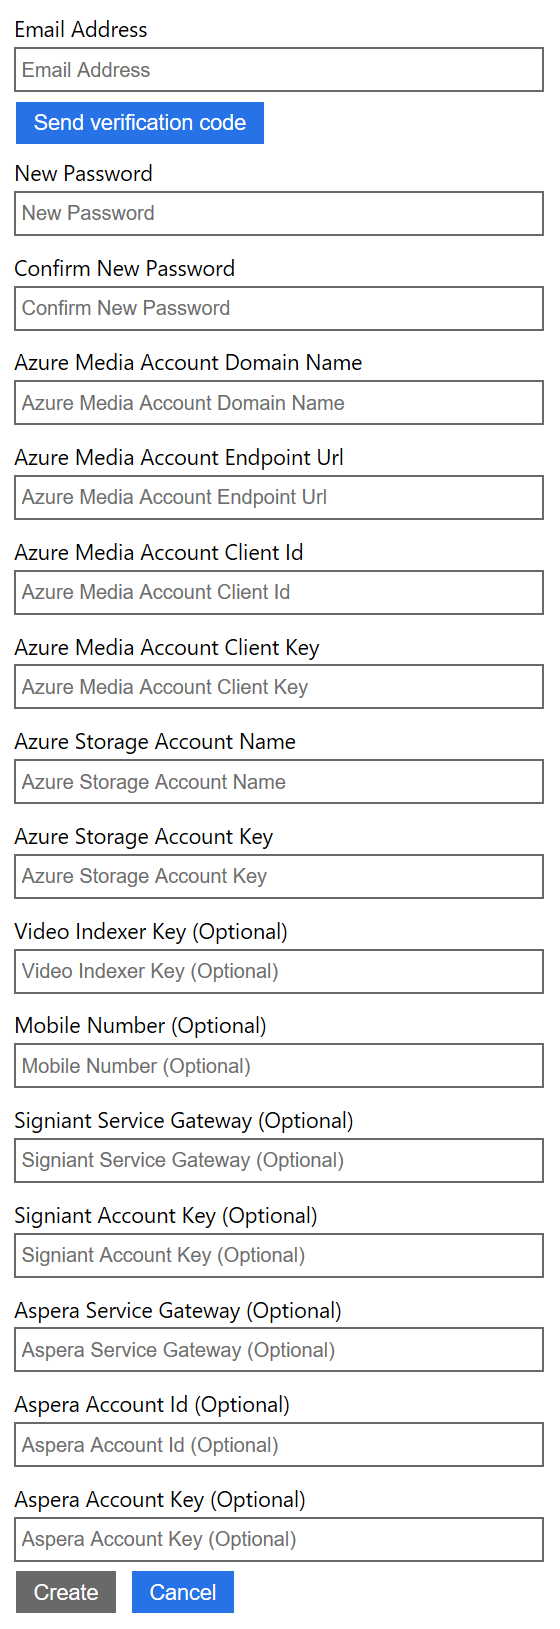 Email Address
Email Address
Send verification code
New Password
New Password
Confirm New Password
Confirm New Password
Azure Media Account Domain Name
Azure Media Account Domain Name
Azure Media Account Endpoint Url
Azure Media Account Endpoint Url
Azure Media Account Client Id
Azure Media Account Client Id
Azure Media Account Client Key
Azure Media Account Client Key
Azure Storage Account Name
Azure Storage Account Name
Azure Storage Account Key
Azure Storage Account Key
Video Indexer Key (Optional)
Video Indexer Key (Optional)
Mobile Number (Optional)
Mobile Number (Optional)
Signiant Service Gateway (Optional)
Signiant Service Gateway (Optional)
Signiant Account Key (Optional)
Signiant Account Key (Optional)
Aspera Service Gateway (Optional)
Aspera Service Gateway (Optional)
Aspera Account Id (Optional)
Aspera Account Id (Optional)
Aspera Account Key (Optional)
Aspera Account Key (Optional)
Create Cancel